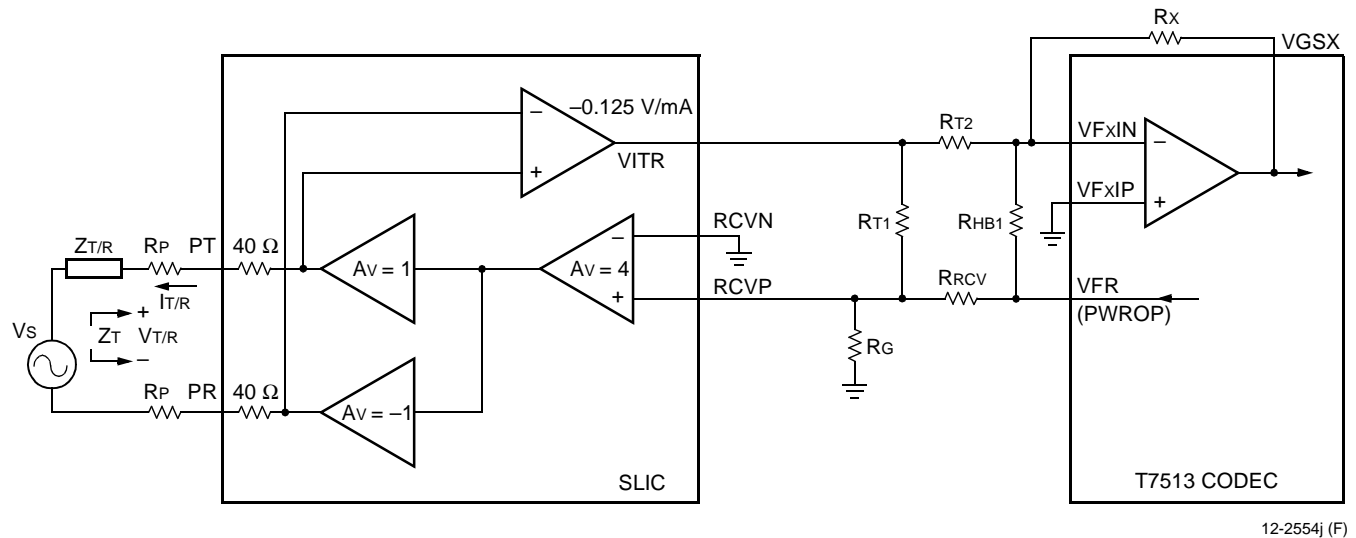 RX
VGSX
–0.125 V/mA
–
+
VITR
RT2
VFXIN
–
VFXIP
+
RT1
RHB1
ZT/R
RP
PT
40 Ω
AV = 1
AV = 4
–
+
RCVN
RCVP
RRCV
VFR
(PWROP)
IT/R
VS
ZT
+
VT/R
–
RG
RP
PR
40 Ω
AV = –1
SLIC
T7513 CODEC
12-2554j (F)